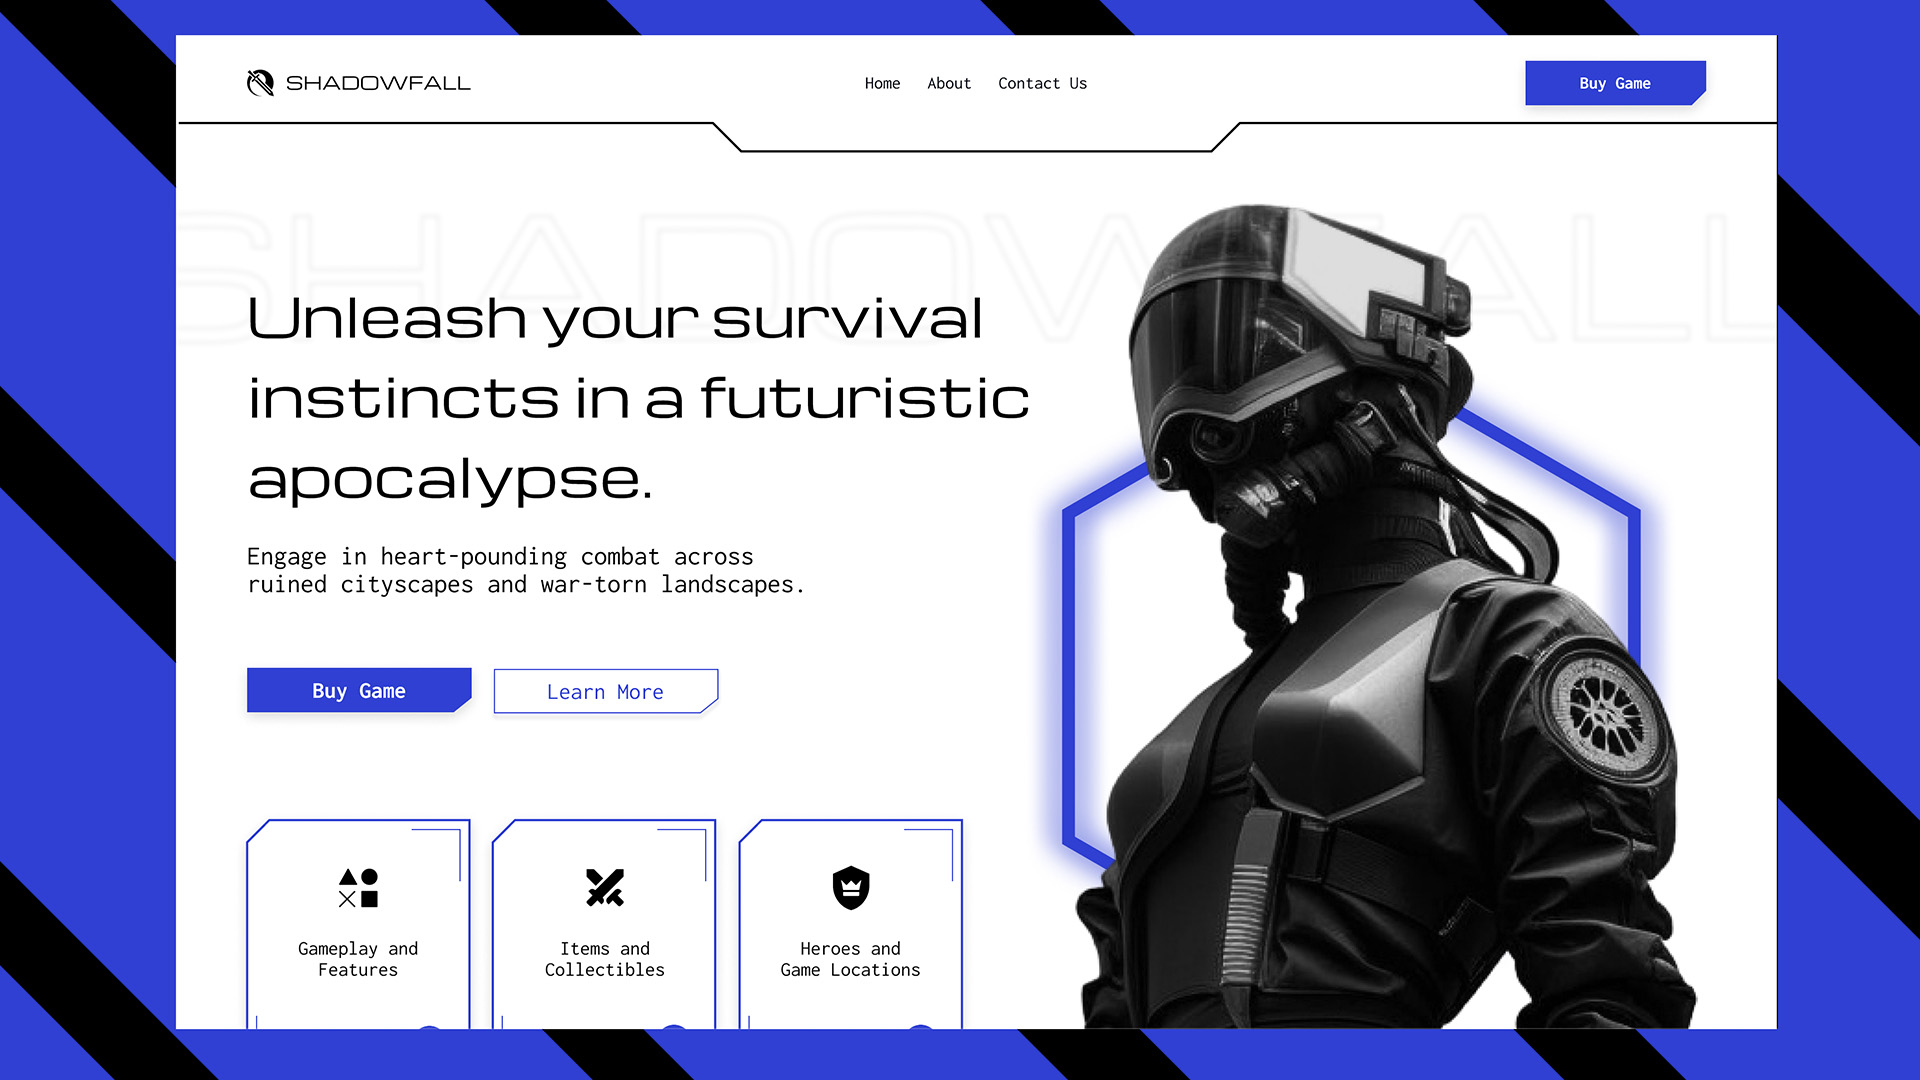 SHADOWFALL
Home About Contact Us
Buy Game
SHADOWFALL
Unleash your survival
instincts in a futuristic
apocalypse.
Engage in heart-pounding combat across
ruined cityscapes and war-torn landscapes.
Buy Game
Learn More
Gameplay and
Features
Items and
Collectibles
Heroes and
Game Locations